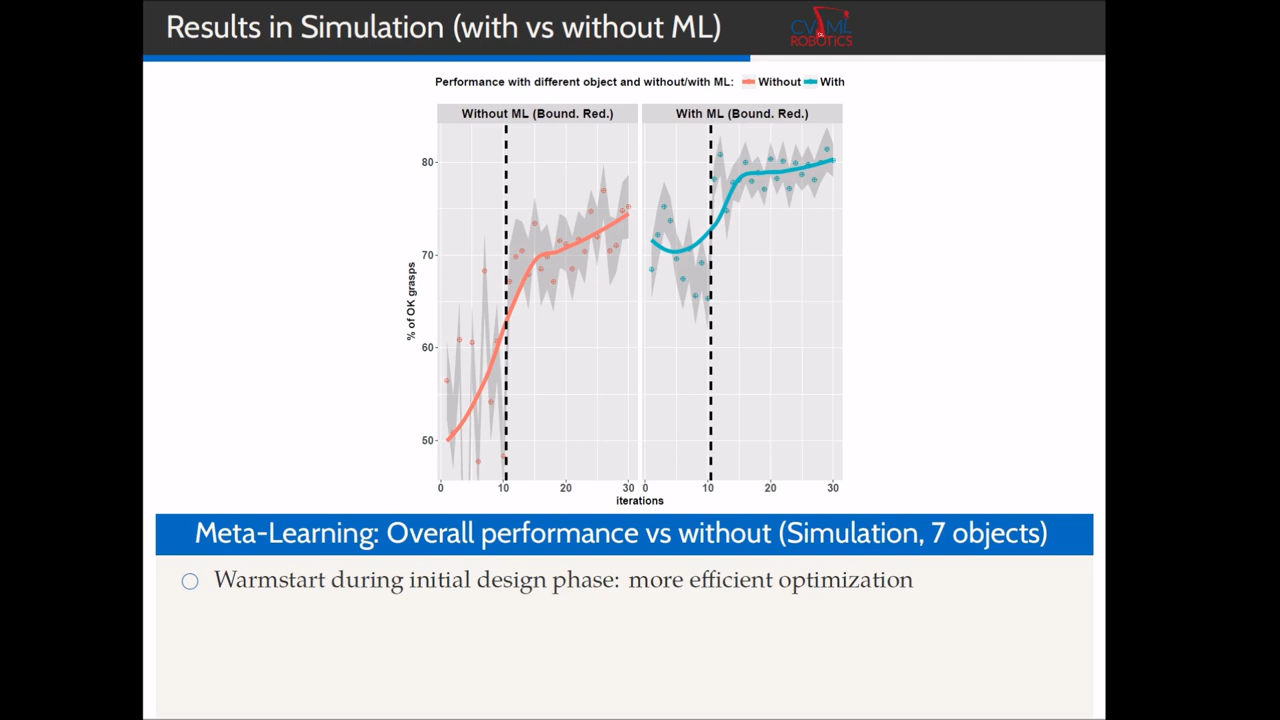 Results in Simulation (with vs without ML)
CVML
ROBOTICS
Performance with different object and without/with ML: Without With
Without ML (Bound. Red.)
With ML (Bound. Red.)
% of OK grasps
80
70
60
50
0 10 20 30
0 10 20 30
iterations
Meta-Learning: Overall performance vs without (Simulation, 7 objects)
Warmstart during initial design phase: more efficient optimization